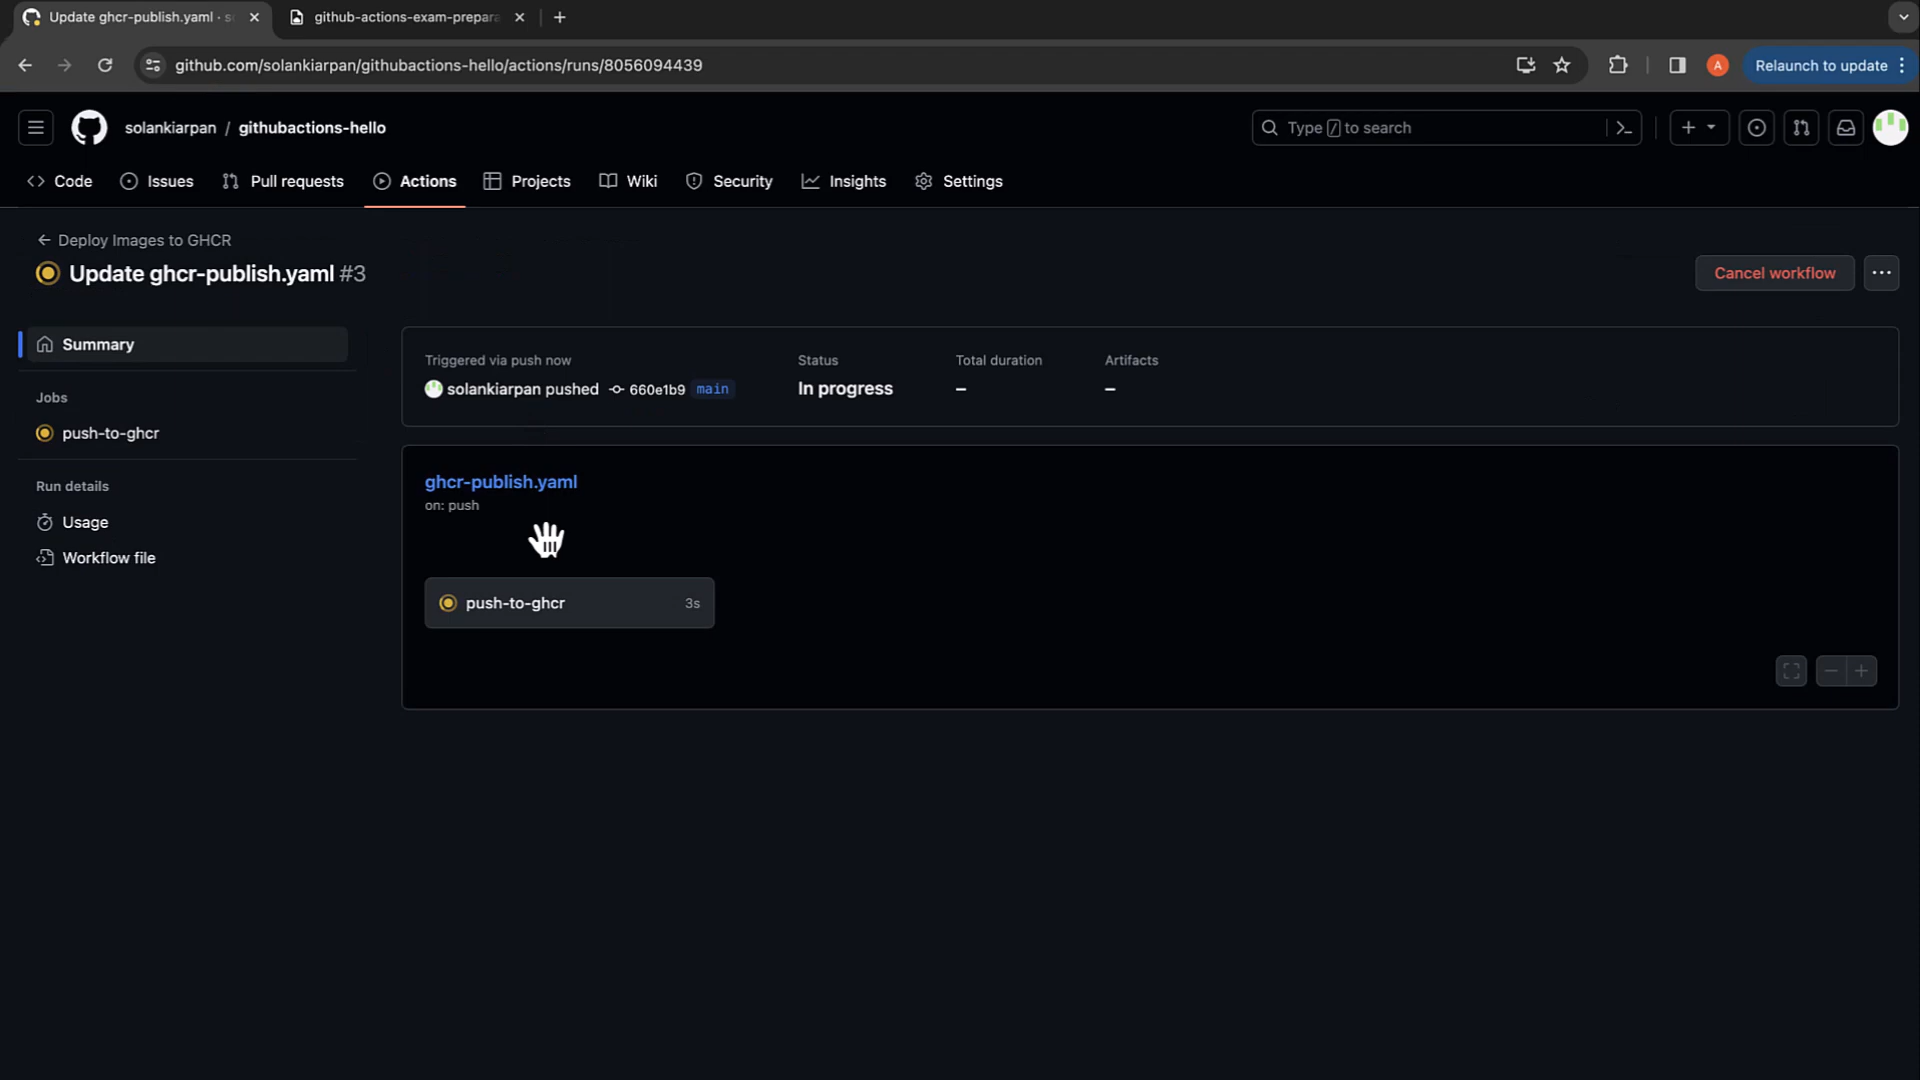 Update ghcr-publish.yaml · s
github-actions-exam-prepara
github.com/solankiarpan/githubactions-hello/actions/runs/8056094439
A
Relaunch to update
solankiarpan / githubactions-hello
Type / to search
Code
Issues
Pull requests
Actions
Projects
Wiki
Security
Insights
Settings
Deploy Images to GHCR
Update ghcr-publish.yaml #3
Cancel workflow
Summary
Triggered via push now
Status
Total duration
Artifacts
solankiarpan pushed 660e1b9 main
In progress
–
–
Jobs
push-to-ghcr
Run details
Usage
Workflow file
ghcr-publish.yaml
on: push
push-to-ghcr
3s